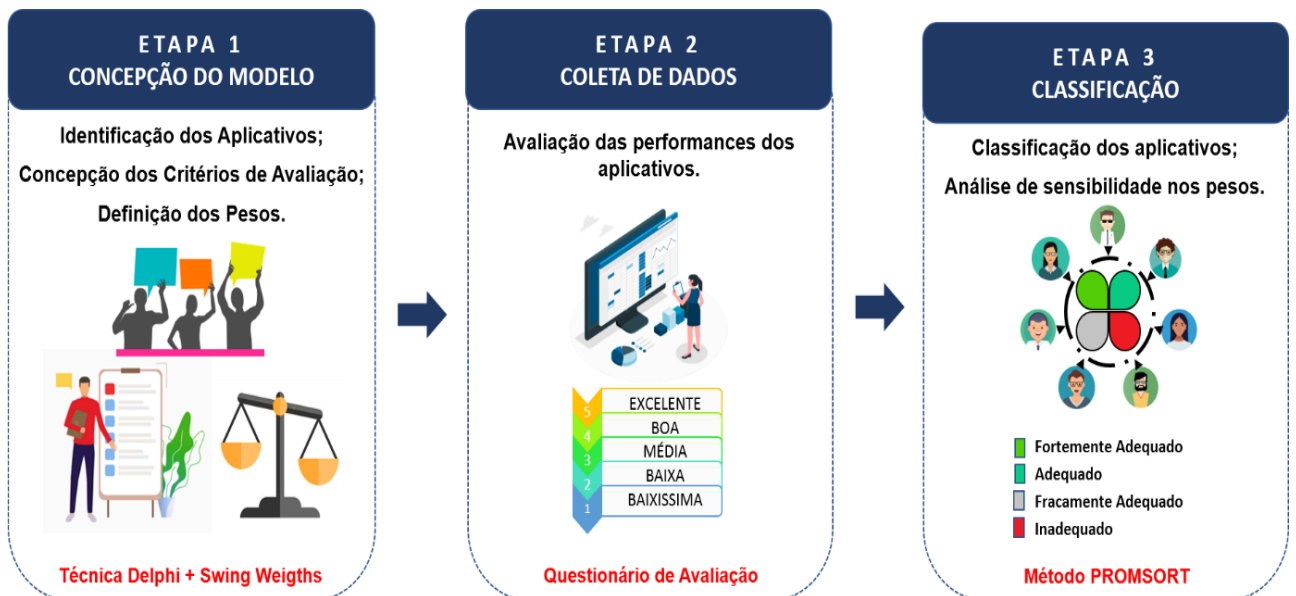 ETAPA 1
CONCEPÇÃO DO MODELO
Identificação dos Aplicativos;
Concepção dos Critérios de Avaliação;
Definição dos Pesos.
Técnica Delphi + Swing Weigths
ETAPA 2
COLETA DE DADOS
Avaliação das performances dos
aplicativos.
5 EXCELENTE
4 BOA
3 MÉDIA
2 BAIXA
1 BAIXISSIMA
Questionário de Avaliação
ETAPA 3
CLASSIFICAÇÃO
Classificação dos aplicativos;
Análise de sensibilidade nos pesos.
Fortemente Adequado
Adequado
Fracamente Adequado
Inadequado
Método PROMSORT